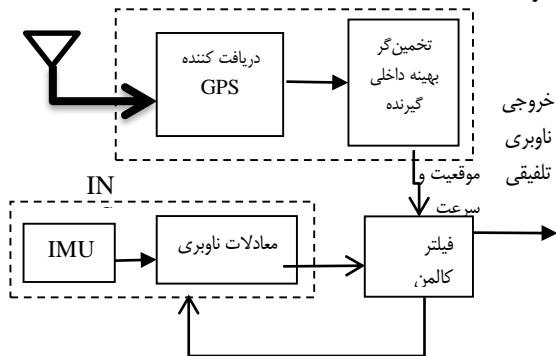 دریافت کننده
GPS
تخمین‌گر
بهینه داخلی
گیرنده
خروجی
ناوبری
تلفیقی
موقعیت و
سرعت
IN
IMU
معادلات ناوبری
فیلتر
کالمن